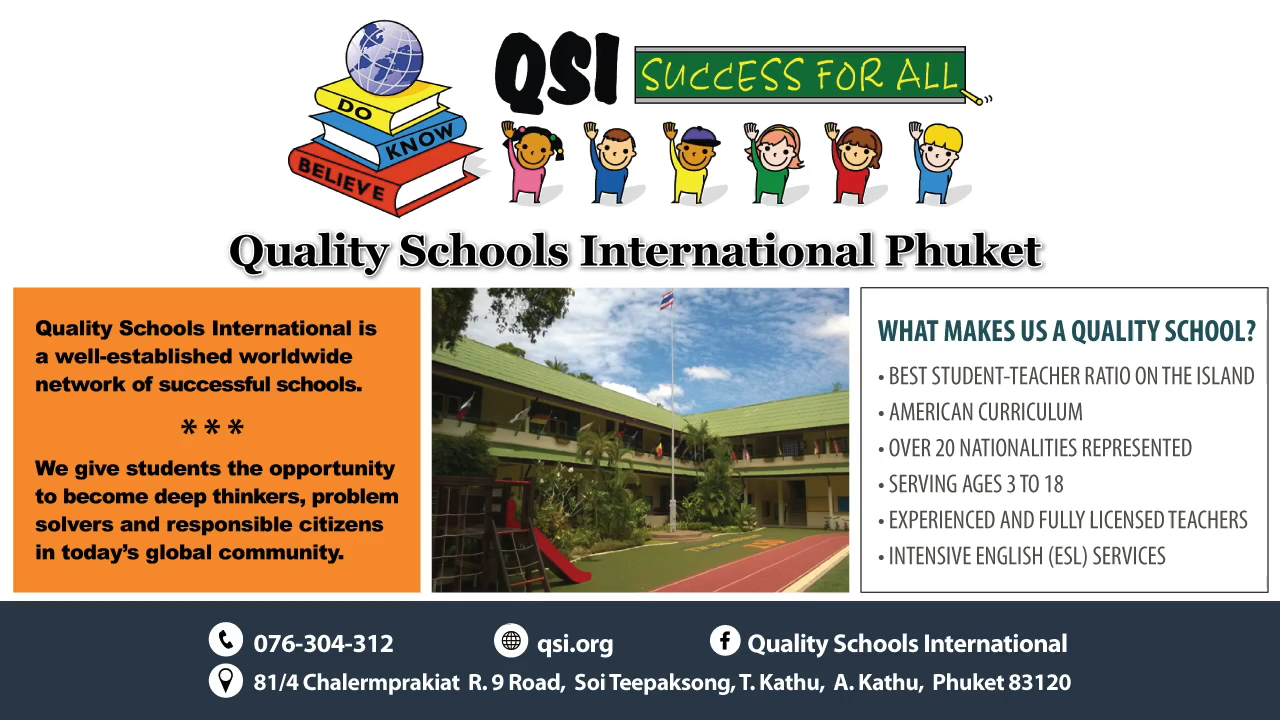 DO
KNOW
BELIEVE
QSI
SUCCESS FOR ALL
Quality Schools International Phuket
Quality Schools International is
a well-established worldwide
network of successful schools.
* * *
We give students the opportunity
to become deep thinkers, problem
solvers and responsible citizens
in today's global community.
WHAT MAKES US A QUALITY SCHOOL?
• BEST STUDENT-TEACHER RATIO ON THE ISLAND
• AMERICAN CURRICULUM
• OVER 20 NATIONALITIES REPRESENTED
• SERVING AGES 3 TO 18
• EXPERIENCED AND FULLY LICENSED TEACHERS
• INTENSIVE ENGLISH (ESL) SERVICES
076-304-312
qsi.org
Quality Schools International
81/4 Chalermprakiat R. 9 Road, Soi Teepaksong, T. Kathu, A. Kathu, Phuket 83120